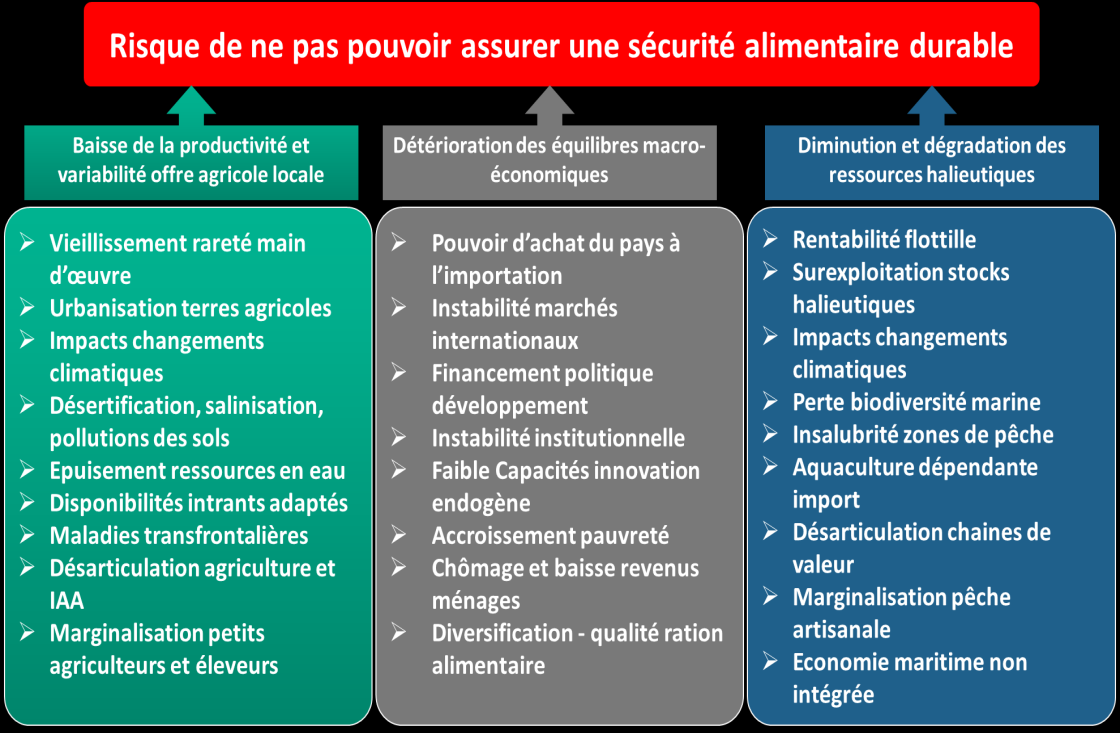 Risque de ne pas pouvoir assurer une sécurité alimentaire durable
Baisse de la productivité et
variabilité offre agricole locale
➢ Vieillissement rareté main
d'œuvre
➢ Urbanisation terres agricoles
➢ Impacts changements
climatiques
➢ Désertification, salinisation,
pollutions des sols
➢ Epuisement ressources en eau
➢ Disponibilités intrants adaptés
➢ Maladies transfrontalières
➢ Désarticulation agriculture et
IAA
➢ Marginalisation petits
agriculteurs et éleveurs
Détérioration des équilibres macro-
économiques
➢ Pouvoir d'achat du pays à
l'importation
➢ Instabilité marchés
internationaux
➢ Financement politique
développement
➢ Instabilité institutionnelle
➢ Faible Capacités innovation
endogène
➢ Accroissement pauvreté
➢ Chômage et baisse revenus
ménages
➢ Diversification - qualité ration
alimentaire
Diminution et dégradation des
ressources halieutiques
➢ Rentabilité flottille
➢ Surexploitation stocks
halieutiques
➢ Impacts changements
climatiques
➢ Perte biodiversité marine
➢ Insalubrité zones de pêche
➢ Aquaculture dépendante
import
➢ Désarticulation chaines de
valeur
➢ Marginalisation pêche
artisanale
➢ Economie maritime non
intégrée